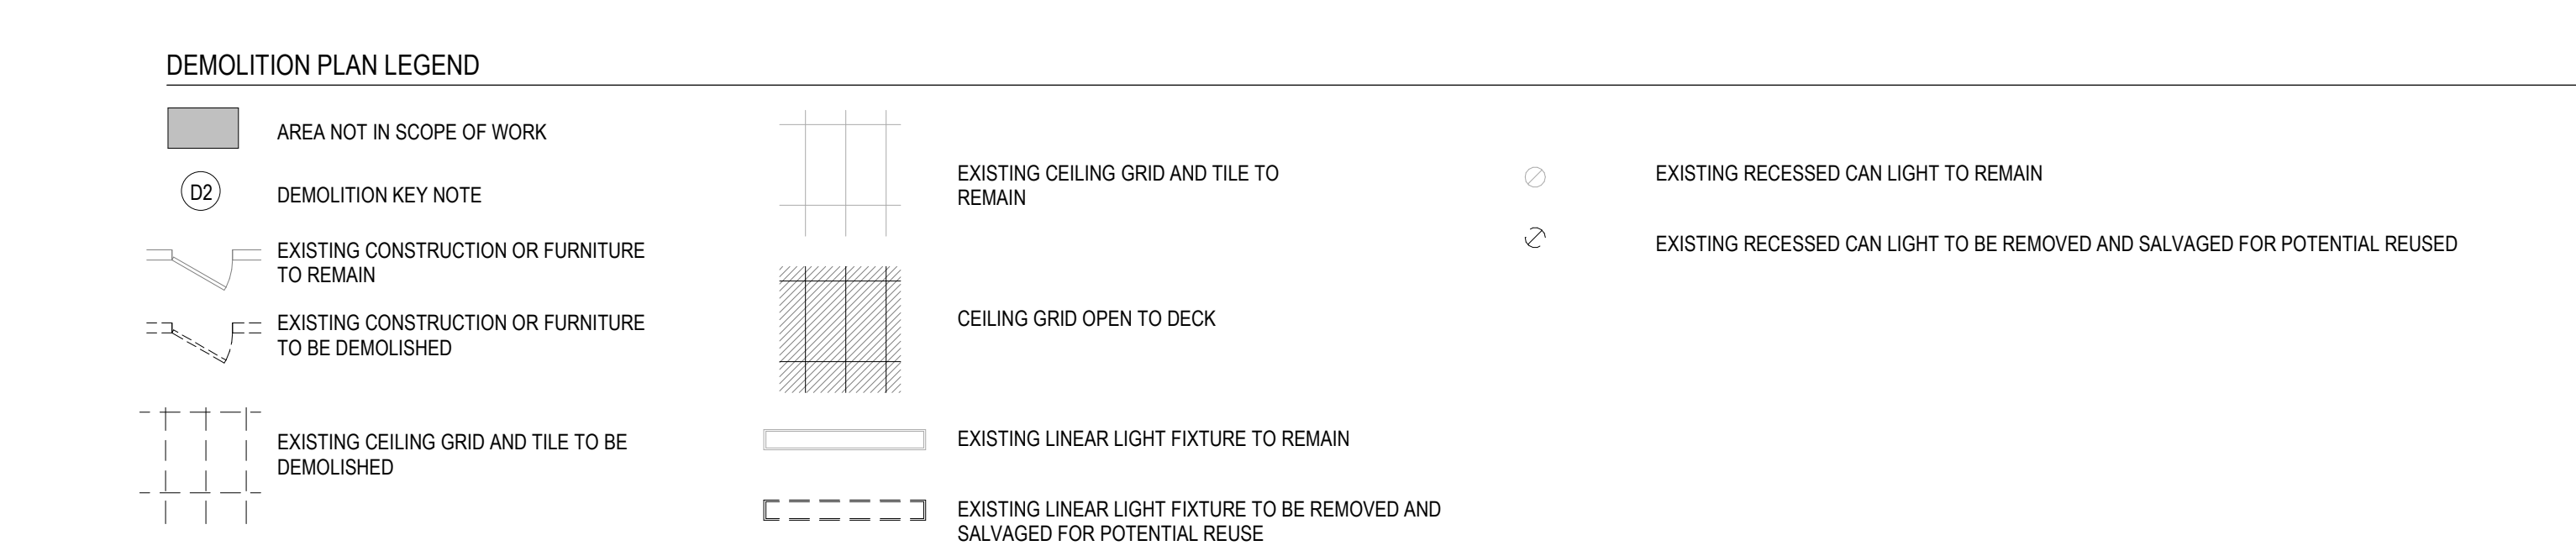 DEMOLITION PLAN LEGEND
AREA NOT IN SCOPE OF WORK
D2
DEMOLITION KEY NOTE
EXISTING CONSTRUCTION OR FURNITURE
TO REMAIN
EXISTING CONSTRUCTION OR FURNITURE
TO BE DEMOLISHED
EXISTING CEILING GRID AND TILE TO BE
DEMOLISHED
EXISTING CEILING GRID AND TILE TO
REMAIN
CEILING GRID OPEN TO DECK
EXISTING LINEAR LIGHT FIXTURE TO REMAIN
EXISTING LINEAR LIGHT FIXTURE TO BE REMOVED AND
SALVAGED FOR POTENTIAL REUSE
EXISTING RECESSED CAN LIGHT TO REMAIN
EXISTING RECESSED CAN LIGHT TO BE REMOVED AND SALVAGED FOR POTENTIAL REUSED